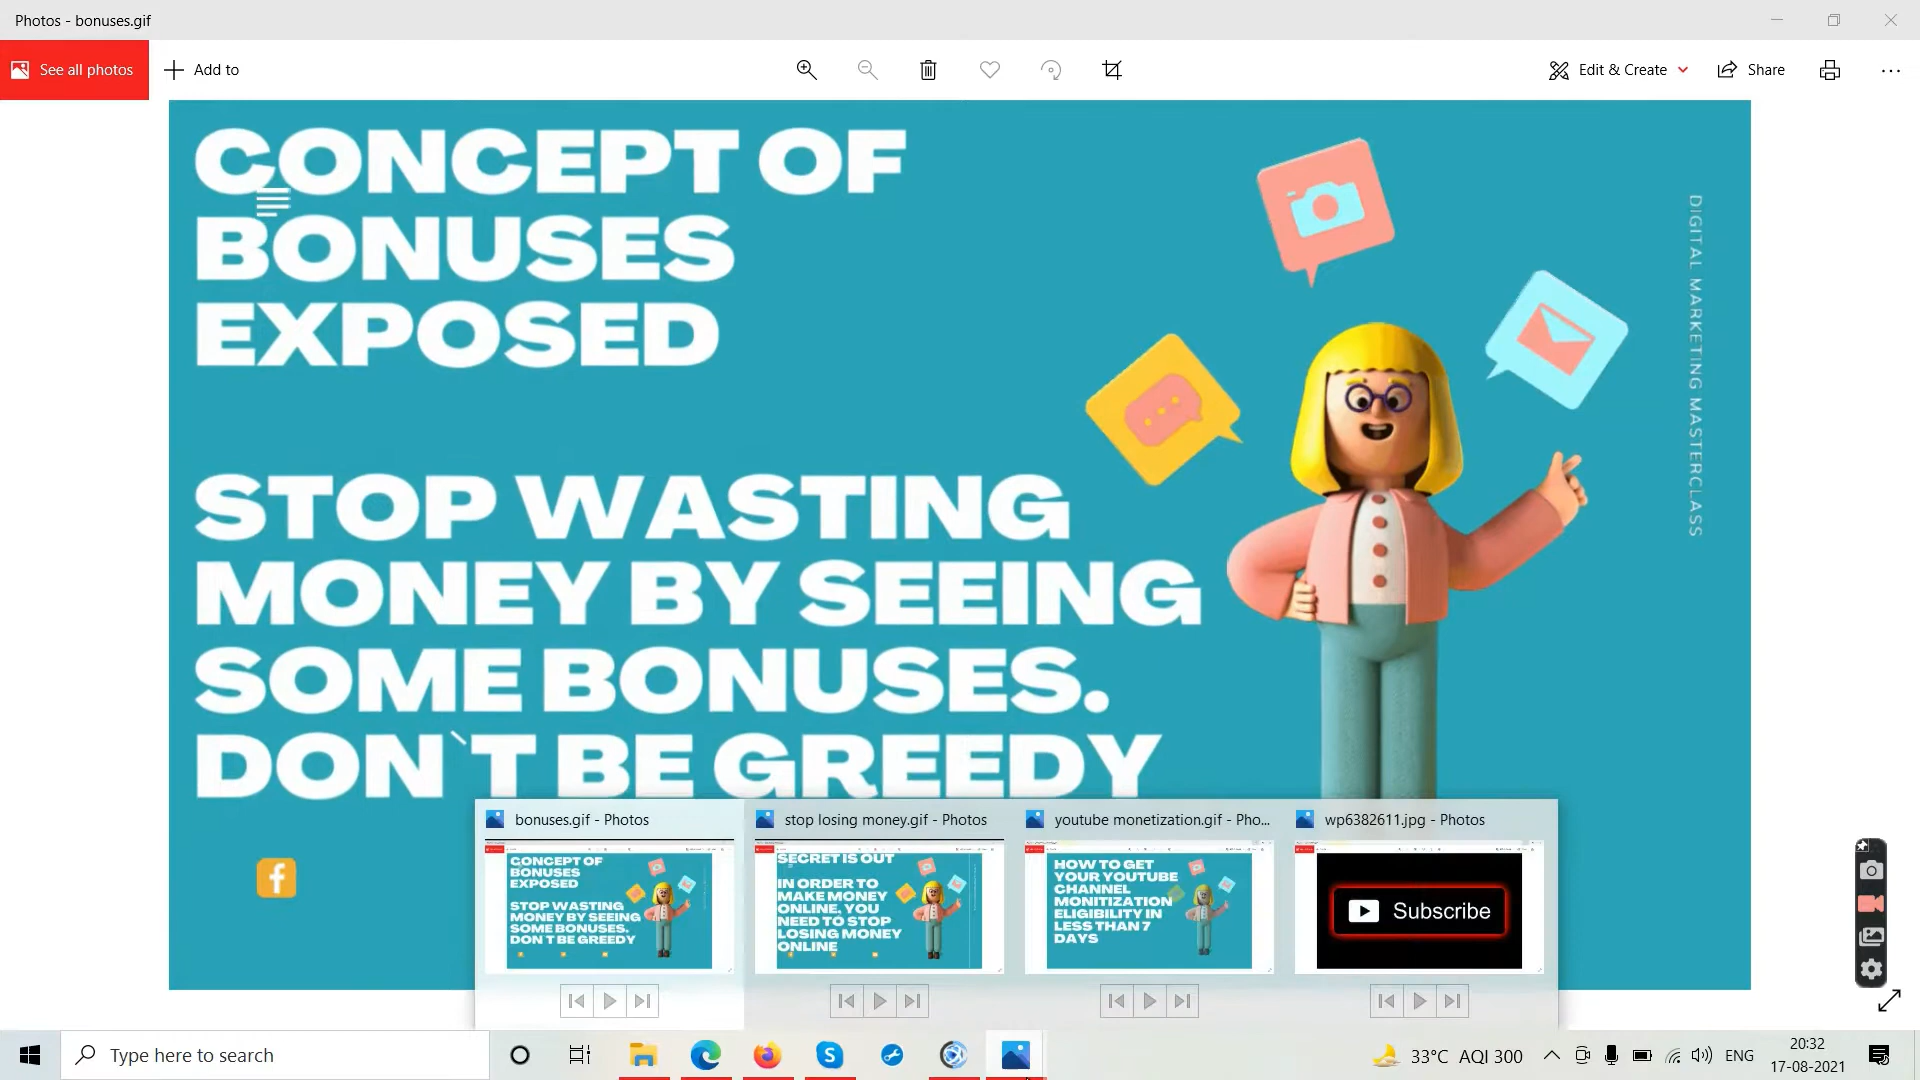 Photos - bonuses.gif
See all photos
Add to
Edit & Create
Share
CONCEPT OF
BONUSES
EXPOSED
STOP WASTING
MONEY BY SEEING
SOME BONUSES.
DON`T BE GREEDY
DIGITAL MARKETING MASTERCLASS
bonuses.gif - Photos
stop losing money.gif - Photos
youtube monetization.gif - Pho...
wp6382611.jpg - Photos
CONCEPT OF
BONUSES
EXPOSED
STOP WASTING
MONEY BY SEEING
SOME BONUSES.
DON`T BE GREEDY
SECRET IS OUT
IN ORDER TO
MAKE MONEY
ONLINE, YOU
NEED TO STOP
LOSING MONEY
ONLINE
HOW TO GET
YOUR YOUTUBE
CHANNEL
MONITIZATION
ELIGIBILITY IN
LESS THAN 7
DAYS
Subscribe
Type here to search
33°C AQI 300
ENG
20:32
17-08-2021